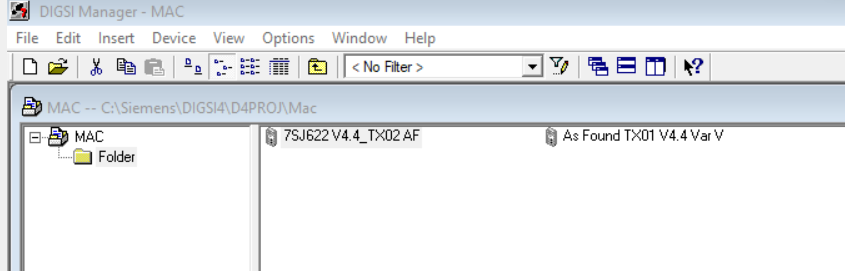 DIGSI Manager - MAC
File Edit Insert Device View Options Window Help
< No Filter >
MAC -- C:\Siemens\DIGSI4\D4PROJ\Mac
MAC 7SJ622 V4.4_TX02 AF As Found TX01 V4.4 Var V
Folder